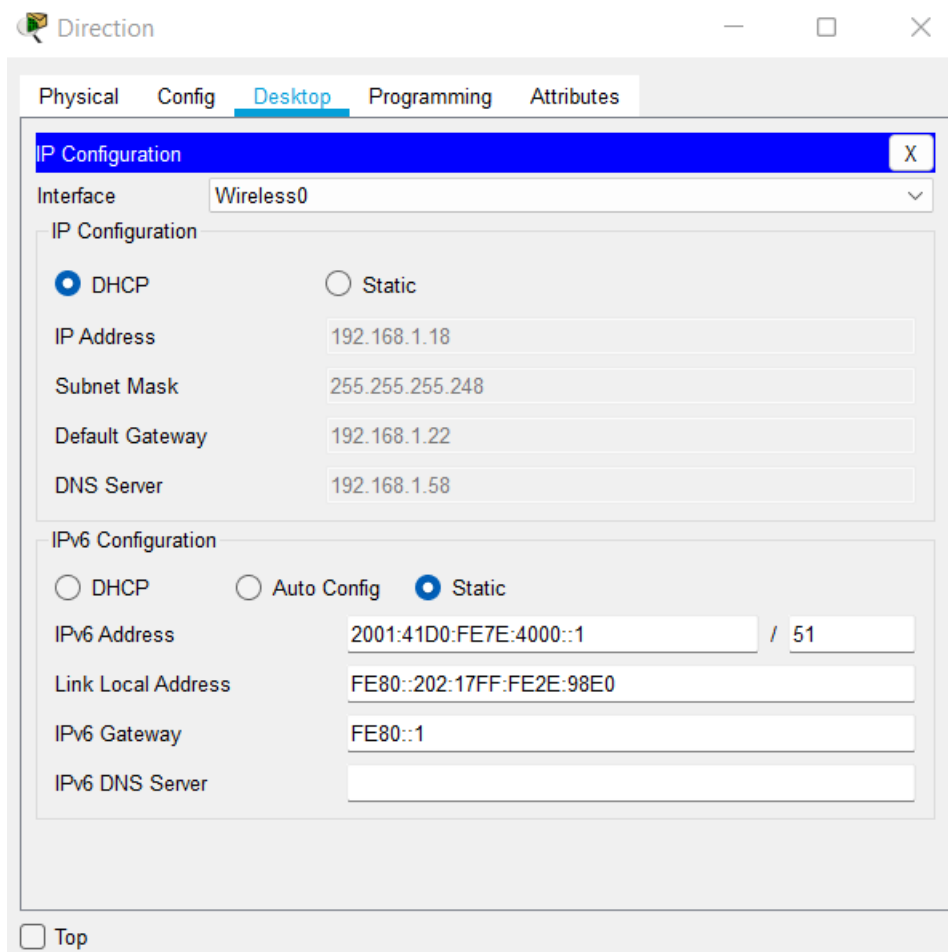 Direction
Physical Config Desktop Programming Attributes
IP Configuration X
Interface Wireless0
IP Configuration
DHCP Static
IP Address 192.168.1.18
Subnet Mask 255.255.255.248
Default Gateway 192.168.1.22
DNS Server 192.168.1.58
IPv6 Configuration
DHCP Auto Config Static
IPv6 Address 2001:41D0:FE7E:4000::1 / 51
Link Local Address FE80::202:17FF:FE2E:98E0
IPv6 Gateway FE80::1
IPv6 DNS Server
Top